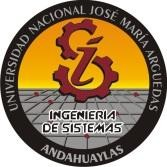 UNIVERSIDAD NACIONAL JOSÉ MARÍA ARGUEDAS
INGENIERIA
DE SISTEMAS
ANDAHUAYLAS